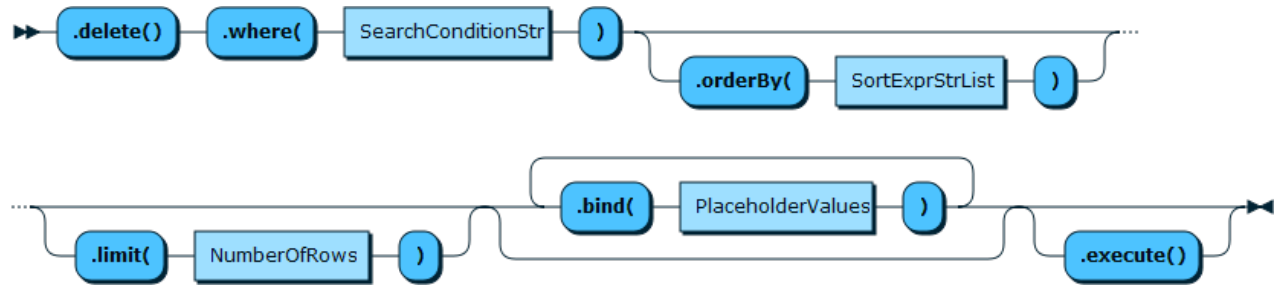 .delete() .where( SearchConditionStr )
.orderBy( SortExprStrList )
.bind( PlaceholderValues )
.limit( NumberOfRows ) .execute()